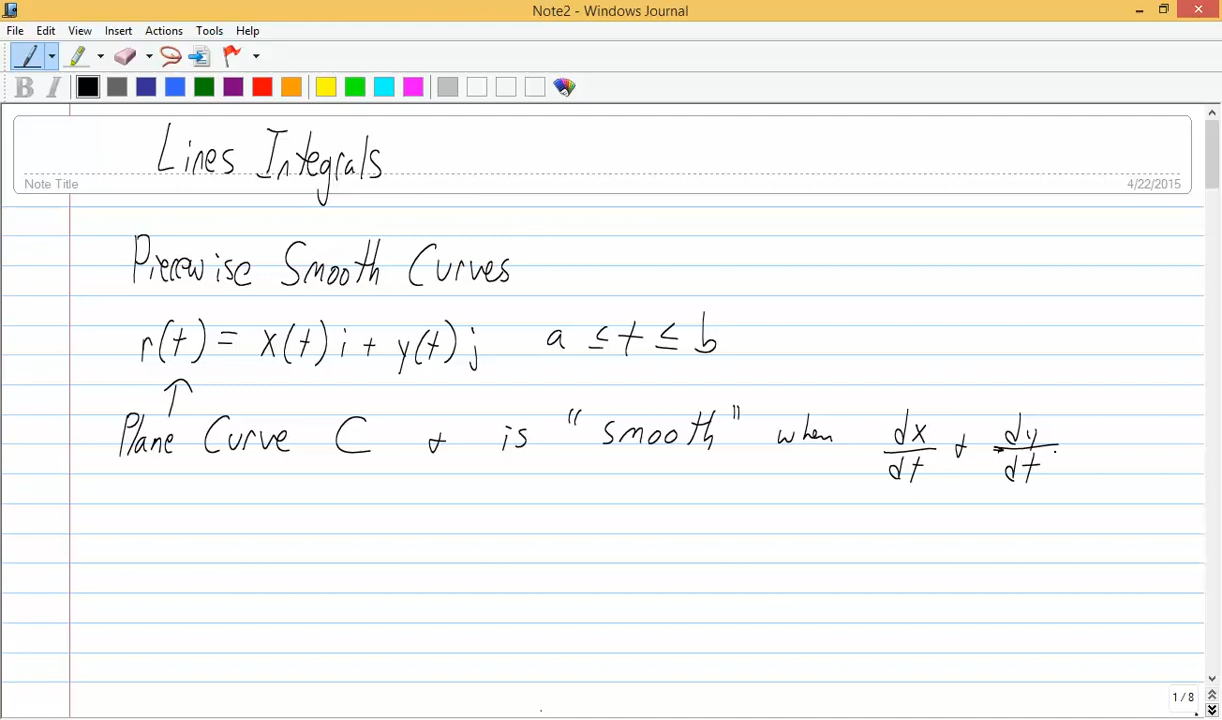 Note2 - Windows Journal
File Edit View Insert Actions Tools Help
B I
Lines Integrals
Note Title
4/22/2015
Piecewise Smooth Curves
r(t) = x(t) i + y(t) j a ≤ t ≤ b
↑
Plane Curve C & is "smooth" when dx/dt & dy/dt
1 / 8